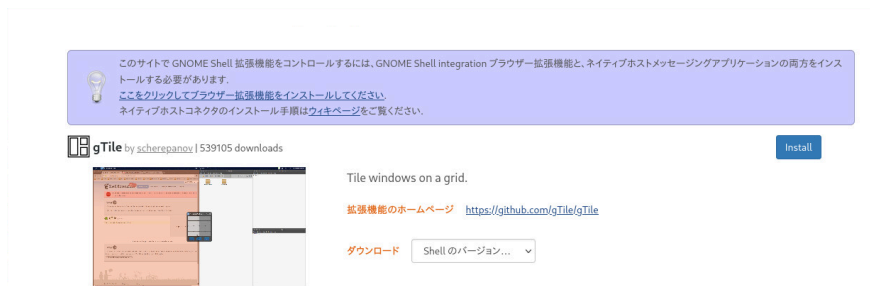 このサイトで GNOME Shell 拡張機能をコントロールするには、GNOME Shell integration ブラウザー拡張機能と、ネイティブホストメッセージングアプリケーションの両方をインス
トールする必要があります.
ここをクリックしてブラウザー拡張機能をインストールしてください.
ネイティブホストコネクタのインストール手順はウィキページをご覧ください.
gTile by scherepanov | 539105 downloads
Install
Tile windows on a grid.
拡張機能のホームページ https://github.com/gTile/gTile
ダウンロード Shell のバージョン...